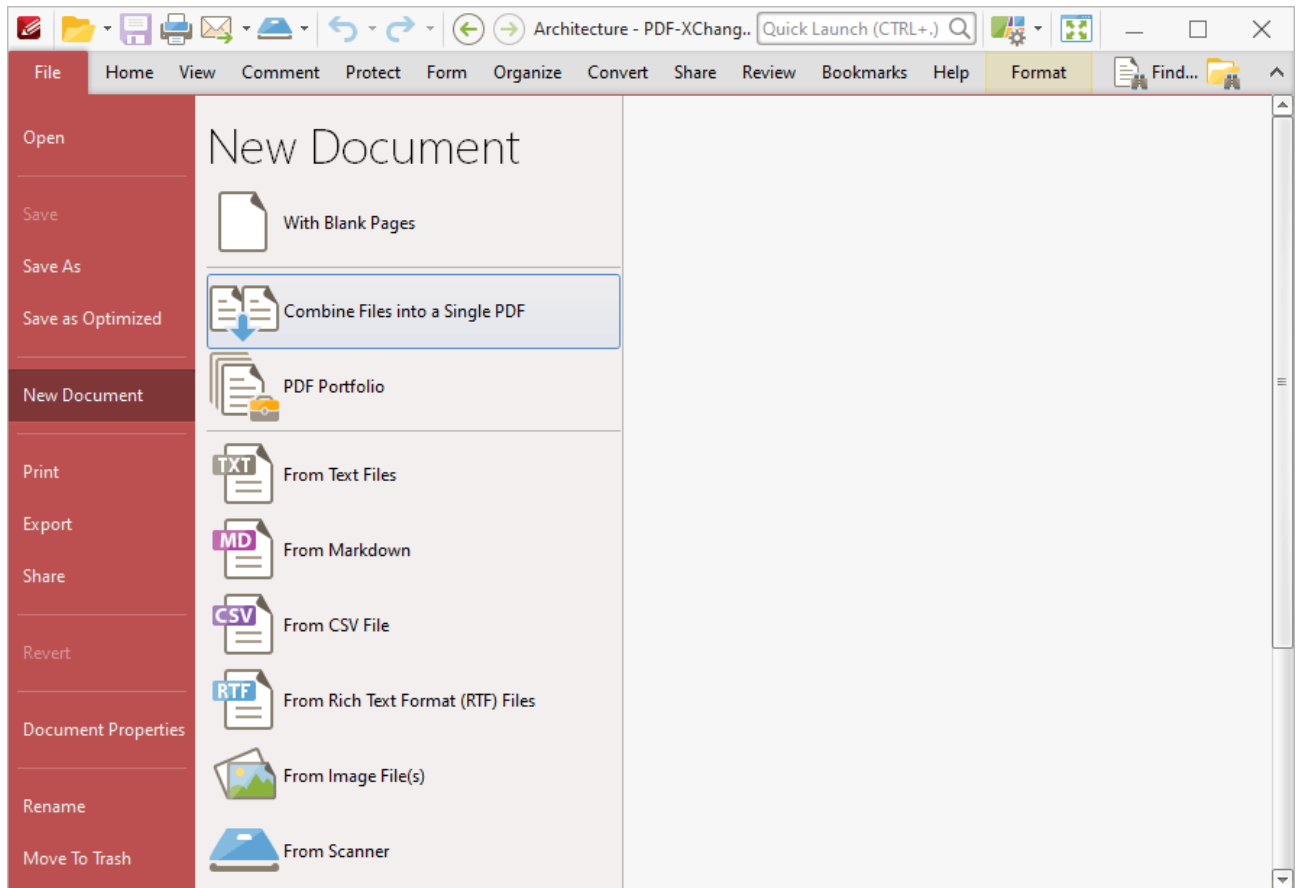 Architecture - PDF-XChang.. Quick Launch (CTRL+.)
File Home View Comment Protect Form Organize Convert Share Review Bookmarks Help Format Find...
Open
Save
Save As
Save as Optimized
New Document
Print
Export
Share
Revert
Document Properties
Rename
Move To Trash
New Document
With Blank Pages
Combine Files into a Single PDF
PDF Portfolio
TXT From Text Files
MD From Markdown
CSV From CSV File
RTF From Rich Text Format (RTF) Files
From Image File(s)
From Scanner